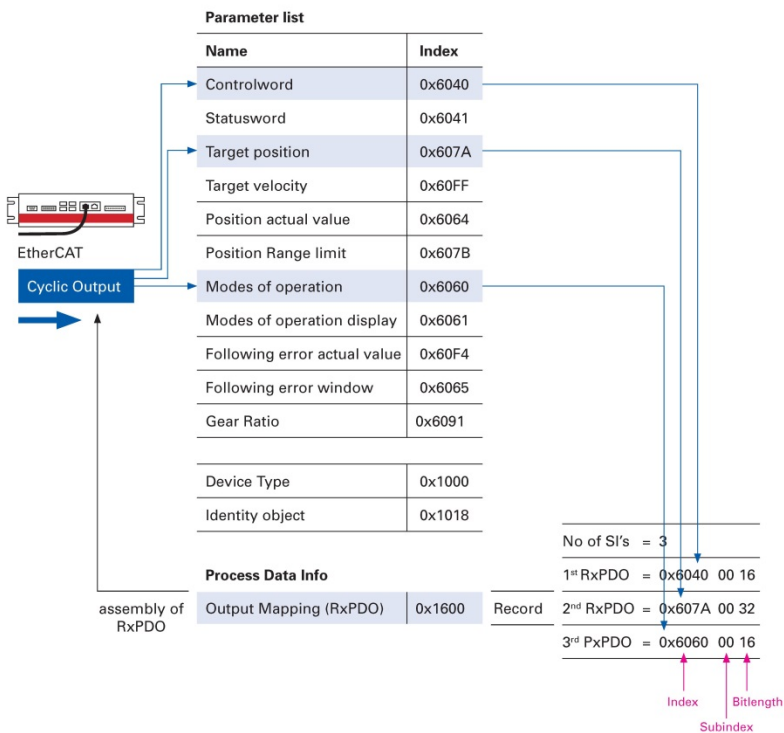 Parameter list
Name Index
Controlword 0x6040
Statusword 0x6041
Target position 0x607A
Target velocity 0x60FF
Position actual value 0x6064
EtherCAT
Position Range limit 0x607B
Cyclic Output
Modes of operation 0x6060
Modes of operation display 0x6061
Following error actual value 0x60F4
Following error window 0x6065
Gear Ratio 0x6091
Device Type 0x1000
Identity object 0x1018
Process Data Info
assembly of
RxPDO
Output Mapping (RxPDO) 0x1600 Record
No of SI's = 3
1st RxPDO = 0x6040 00 16
2nd RxPDO = 0x607A 00 32
3rd PxPDO = 0x6060 00 16
Index Bitlength
Subindex